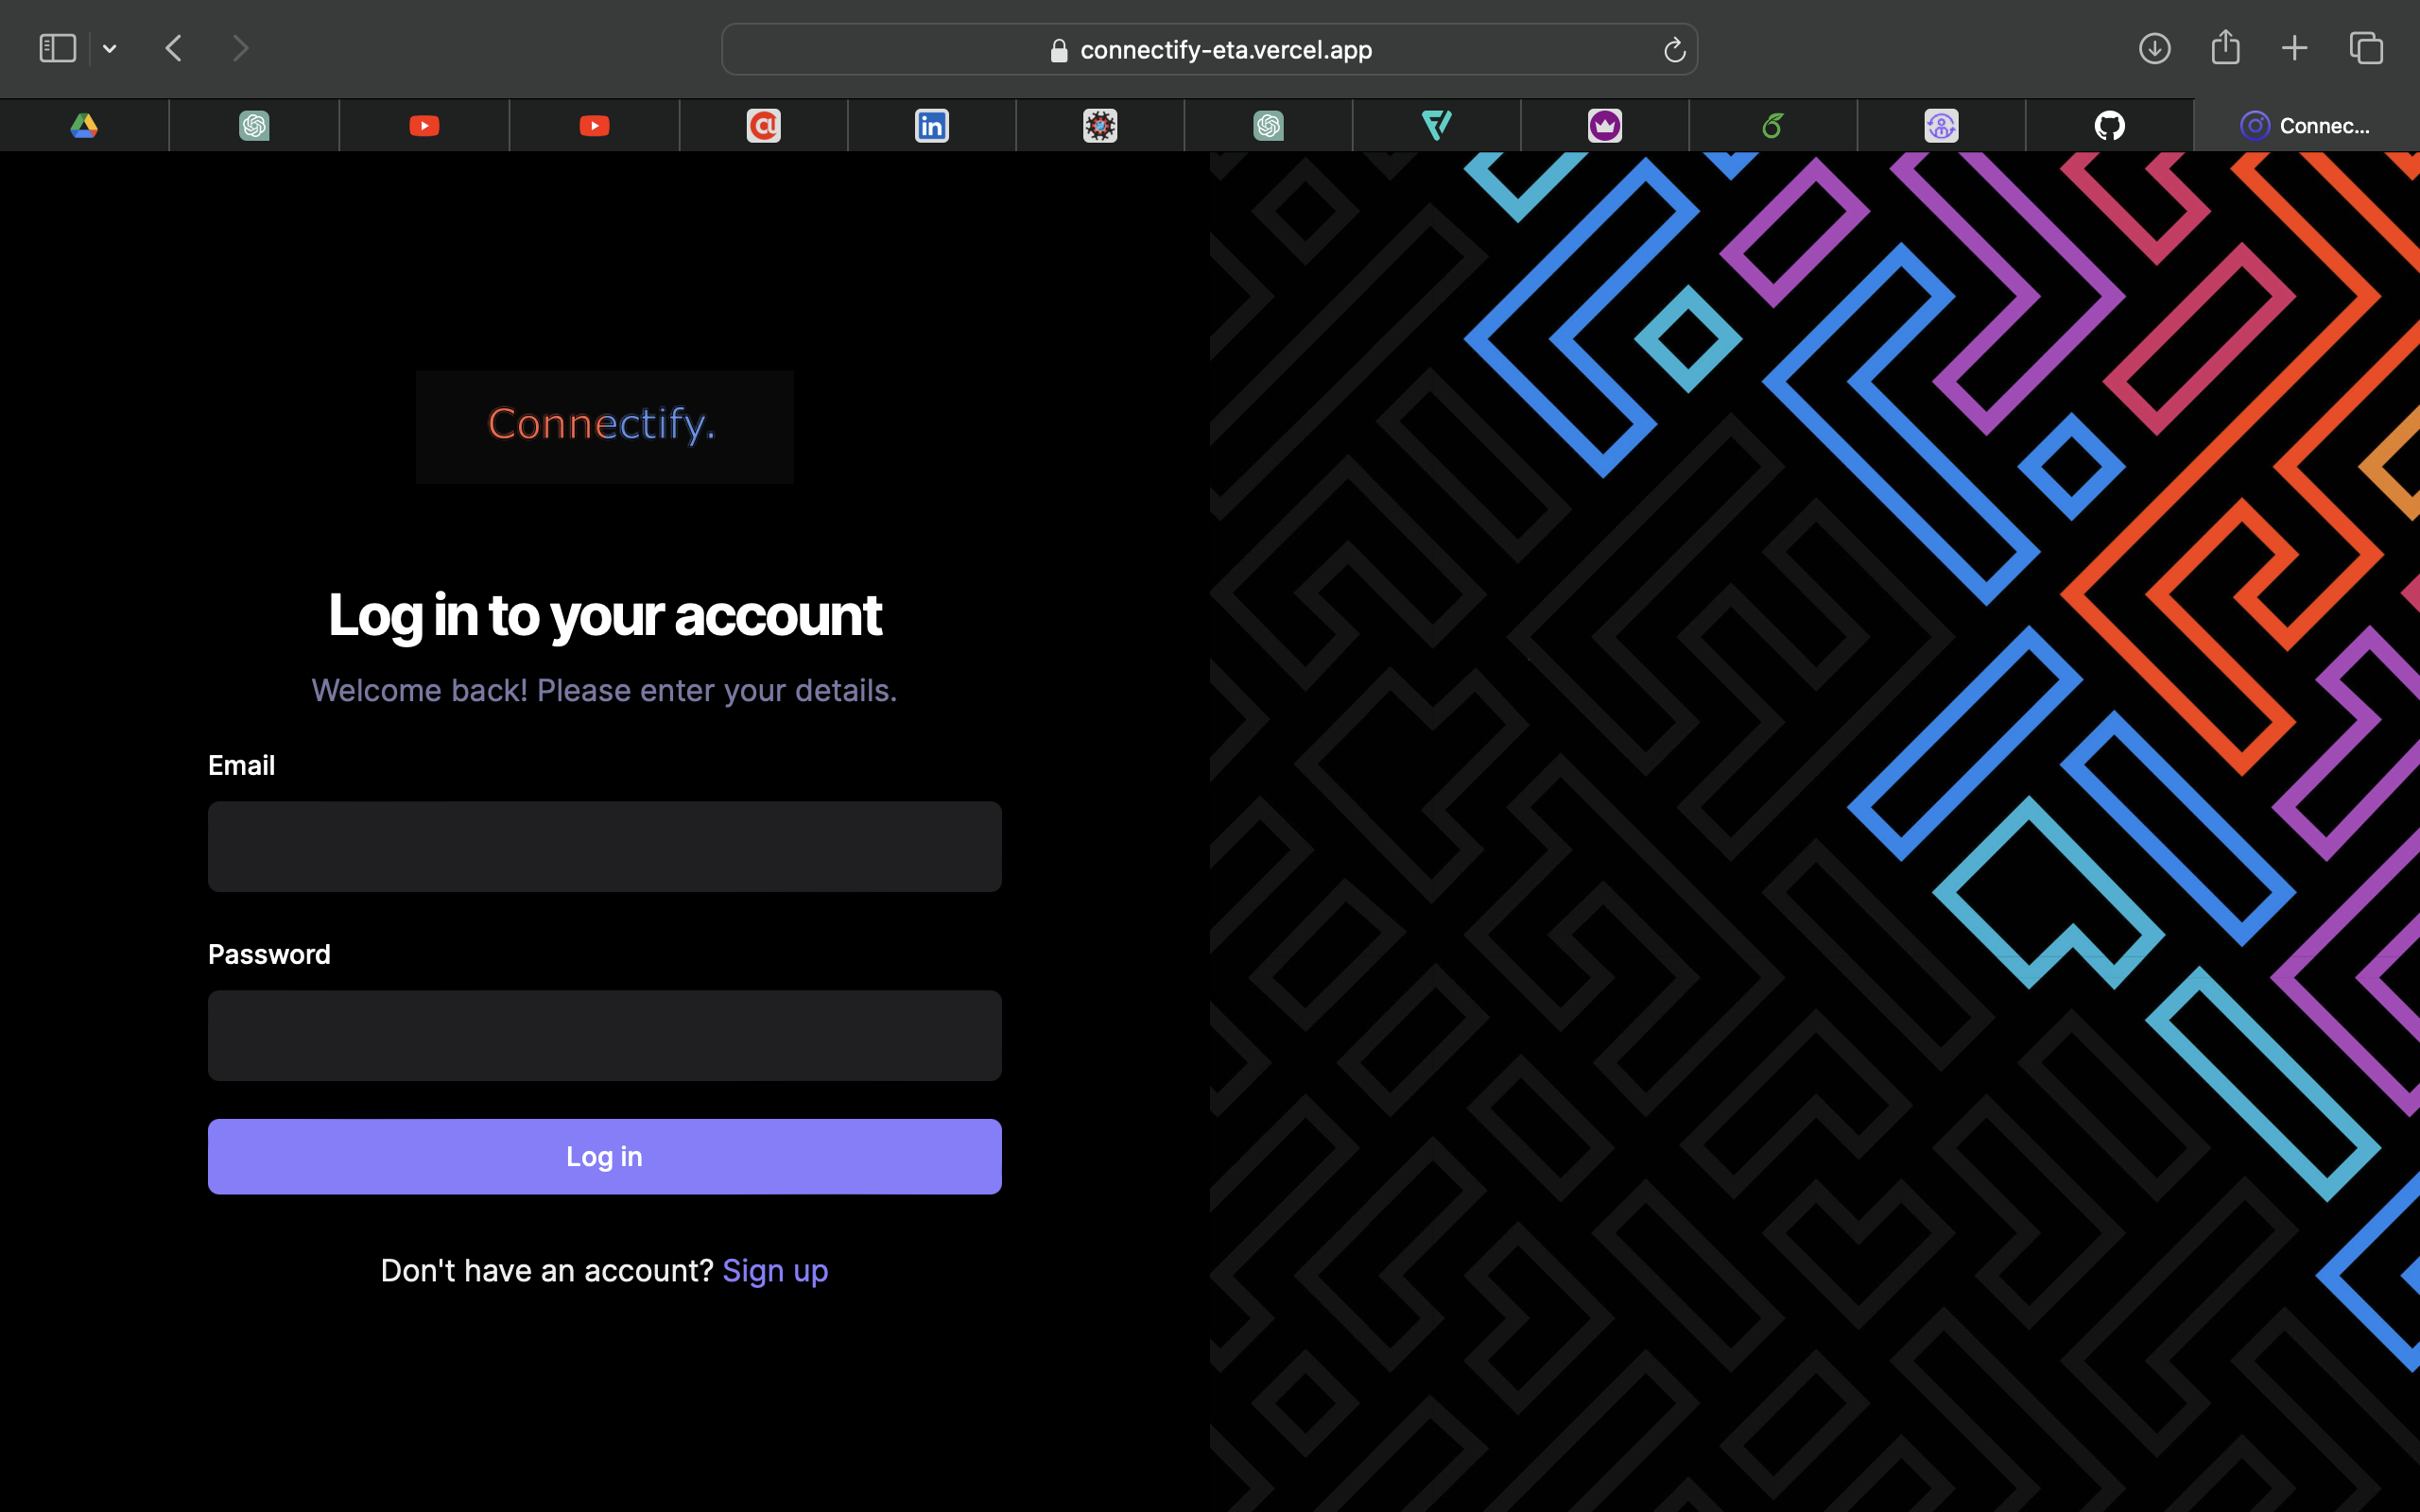 connectify-eta.vercel.app
Connec...
Connectify.
Log in to your account
Welcome back! Please enter your details.
Email
Password
Log in
Don't have an account? Sign up